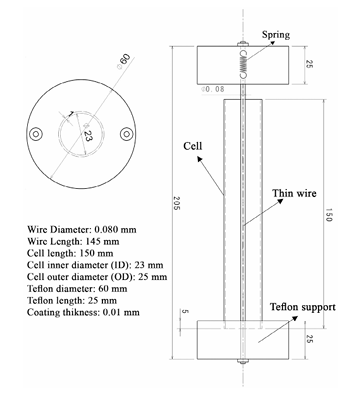 Spring
⌀60
25
⌀0.08
1
⌀23
Cell
205
Thin wire
150
Wire Diameter: 0.080 mm
Wire Length: 145 mm
Cell length: 150 mm
Cell inner diameter (ID): 23 mm
Cell outer diameter (OD): 25 mm
Teflon diameter: 60 mm
Teflon length: 25 mm
Coating thikness: 0.01 mm
Teflon support
5
25